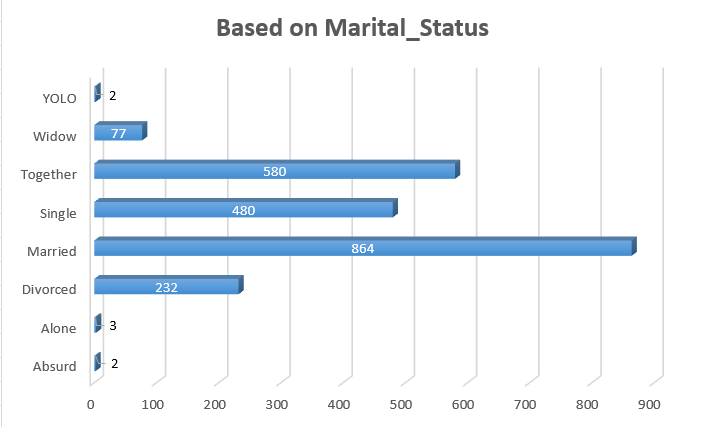 Based on Marital_Status
YOLO 2
Widow 77
Together 580
Single 480
Married 864
Divorced 232
Alone 3
Absurd 2
0 100 200 300 400 500 600 700 800 900